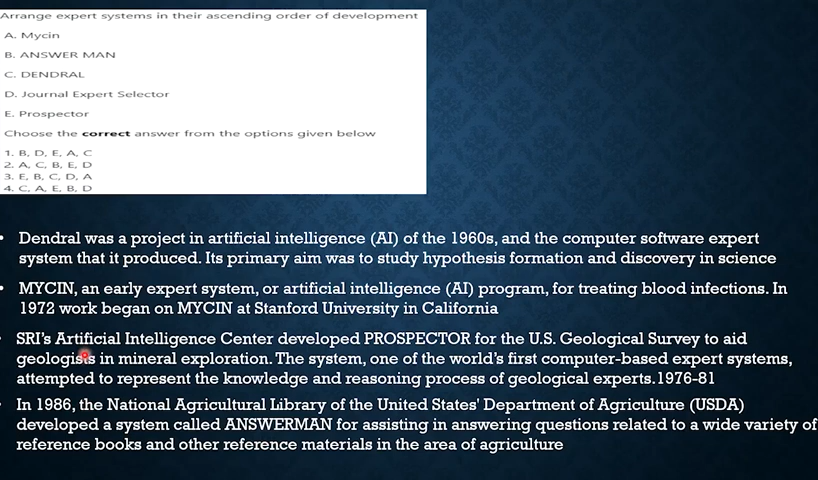 Arrange expert systems in their ascending order of development
A. Mycin
B. ANSWER MAN
C. DENDRAL
D. Journal Expert Selector
E. Prospector
Choose the correct answer from the options given below
1. B, D, E, A, C
2. A, C, B, E, D
3. E, B, C, D, A
4. C, A, E, B, D
• Dendral was a project in artificial intelligence (AI) of the 1960s, and the computer software expert
system that it produced. Its primary aim was to study hypothesis formation and discovery in science
• MYCIN, an early expert system, or artificial intelligence (AI) program, for treating blood infections. In
1972 work began on MYCIN at Stanford University in California
• SRI's Artificial Intelligence Center developed PROSPECTOR for the U.S. Geological Survey to aid
geologists in mineral exploration. The system, one of the world's first computer-based expert systems,
attempted to represent the knowledge and reasoning process of geological experts.1976-81
• In 1986, the National Agricultural Library of the United States' Department of Agriculture (USDA)
developed a system called ANSWERMAN for assisting in answering questions related to a wide variety of
reference books and other reference materials in the area of agriculture